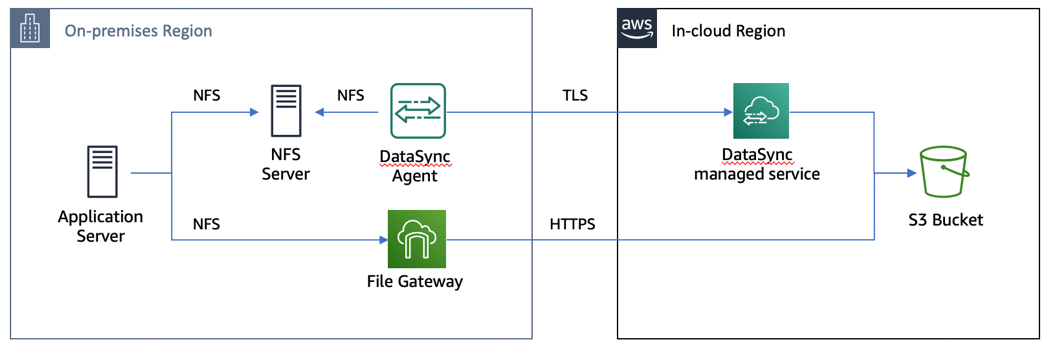 On-premises Region
aws
In-cloud Region
NFS
NFS
TLS
NFS
Server
DataSync
Agent
DataSync
managed service
Application
Server
S3 Bucket
NFS
HTTPS
File Gateway